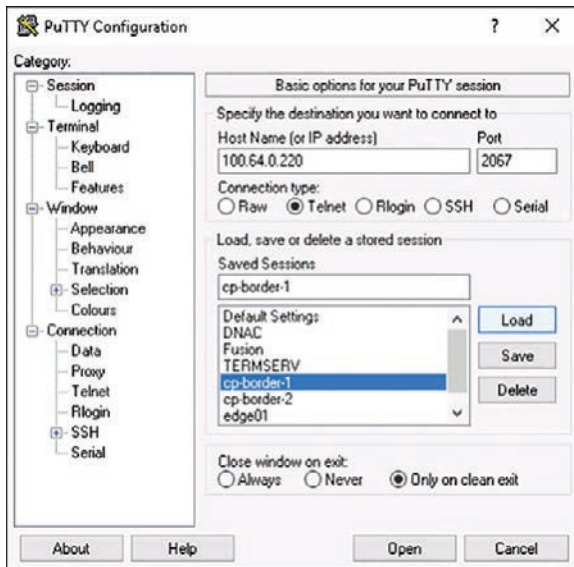 PuTTY Configuration
?
Category:
Session
Logging
Terminal
Keyboard
Bell
Features
Window
Appearance
Behaviour
Translation
Selection
Colours
Connection
Data
Proxy
Telnet
Rlogin
SSH
Serial
Basic options for your PuTTY session
Specify the destination you want to connect to
Host Name (or IP address) Port
100.64.0.220 2067
Connection type:
Raw Telnet Rlogin SSH Serial
Load, save or delete a stored session
Saved Sessions
cp-border-1
Default Settings
DNAC
Fusion
TERMSERV
cp-border-1
cp-border-2
edge01
Load
Save
Delete
Close window on exit:
Always Never Only on clean exit
About Help Open Cancel